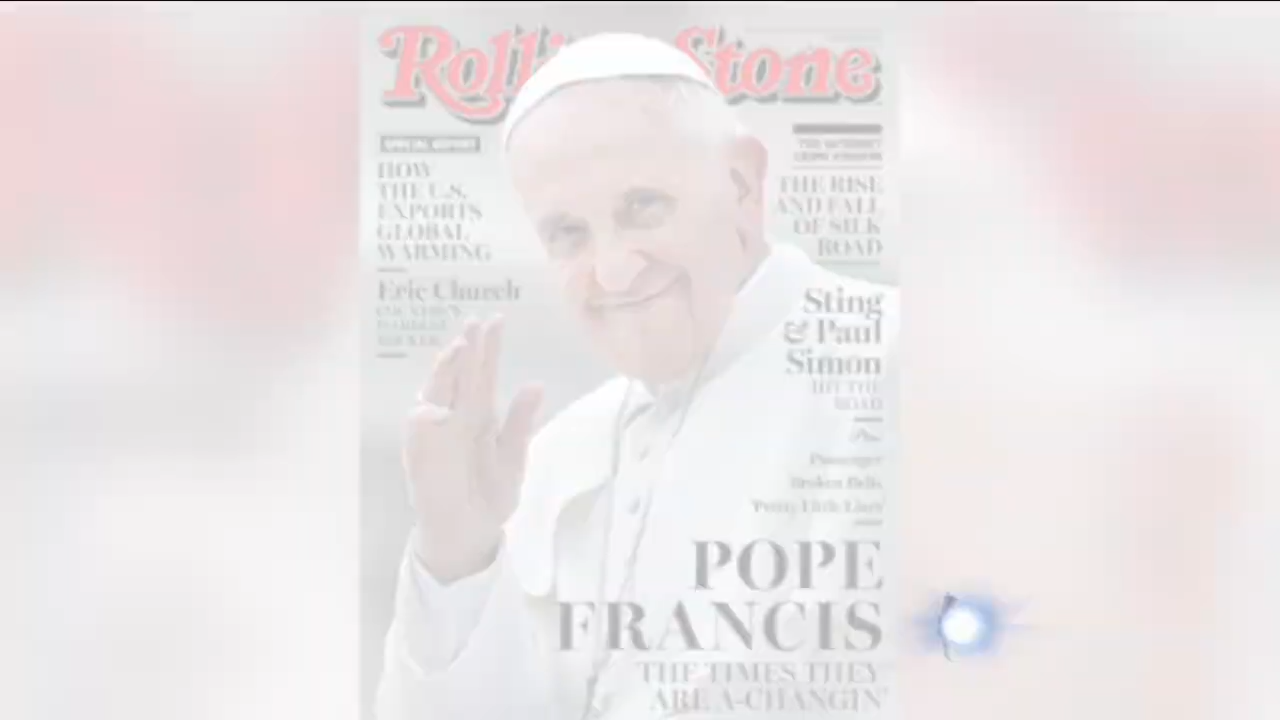 Rolling Stone
SPECIAL REPORT
HOW
THE U.S.
EXPORTS
GLOBAL
WARMING
Eric Church
THE RISE
AND FALL
OF SILK
ROAD
Sting
& Paul
Simon
HIT THE
ROAD
Plus
Passenger
Broken Bells
'Pretty Little Liars'
POPE
FRANCIS
THE TIMES THEY
ARE A-CHANGIN'